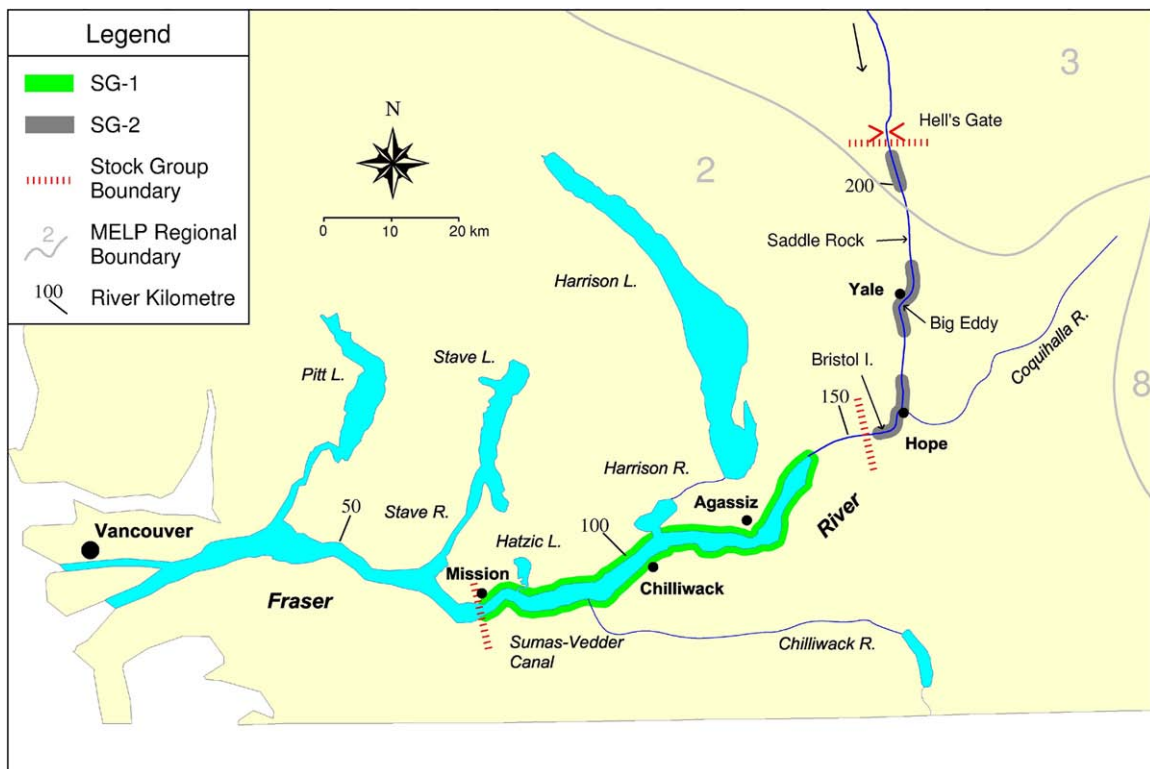 Legend
SG-1
SG-2
Stock Group
Boundary
2
MELP Regional
Boundary
100
River Kilometre
N
0
10
20 km
3
Hell's Gate
2
200
Saddle Rock
Harrison L.
Yale
Big Eddy
Coquihalla R.
Stave L.
Pitt L.
Bristol I.
150
8
Hope
Harrison R.
Agassiz
River
50
Stave R.
100
Vancouver
Hatzic L.
Mission
Chilliwack
Fraser
Sumas-Vedder
Canal
Chilliwack R.